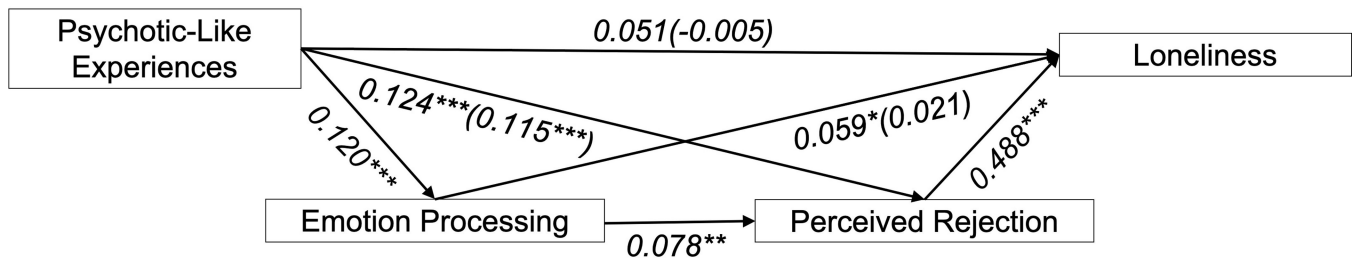 Psychotic-Like
Experiences
0.051(-0.005)
Loneliness
0.124***(0.115***)
0.059*(0.021)
0.120***
0.488***
Emotion Processing
Perceived Rejection
0.078**